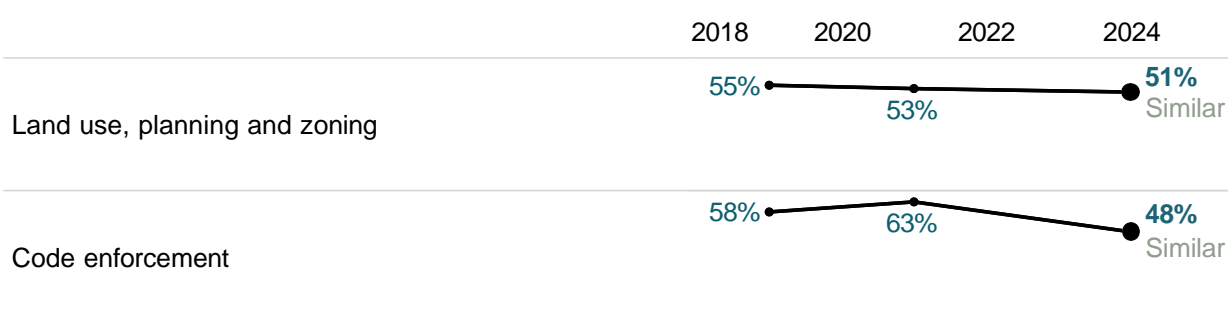 2018 2020 2022 2024
55% 51%
53% Similar
Land use, planning and zoning
58% 48%
63% Similar
Code enforcement